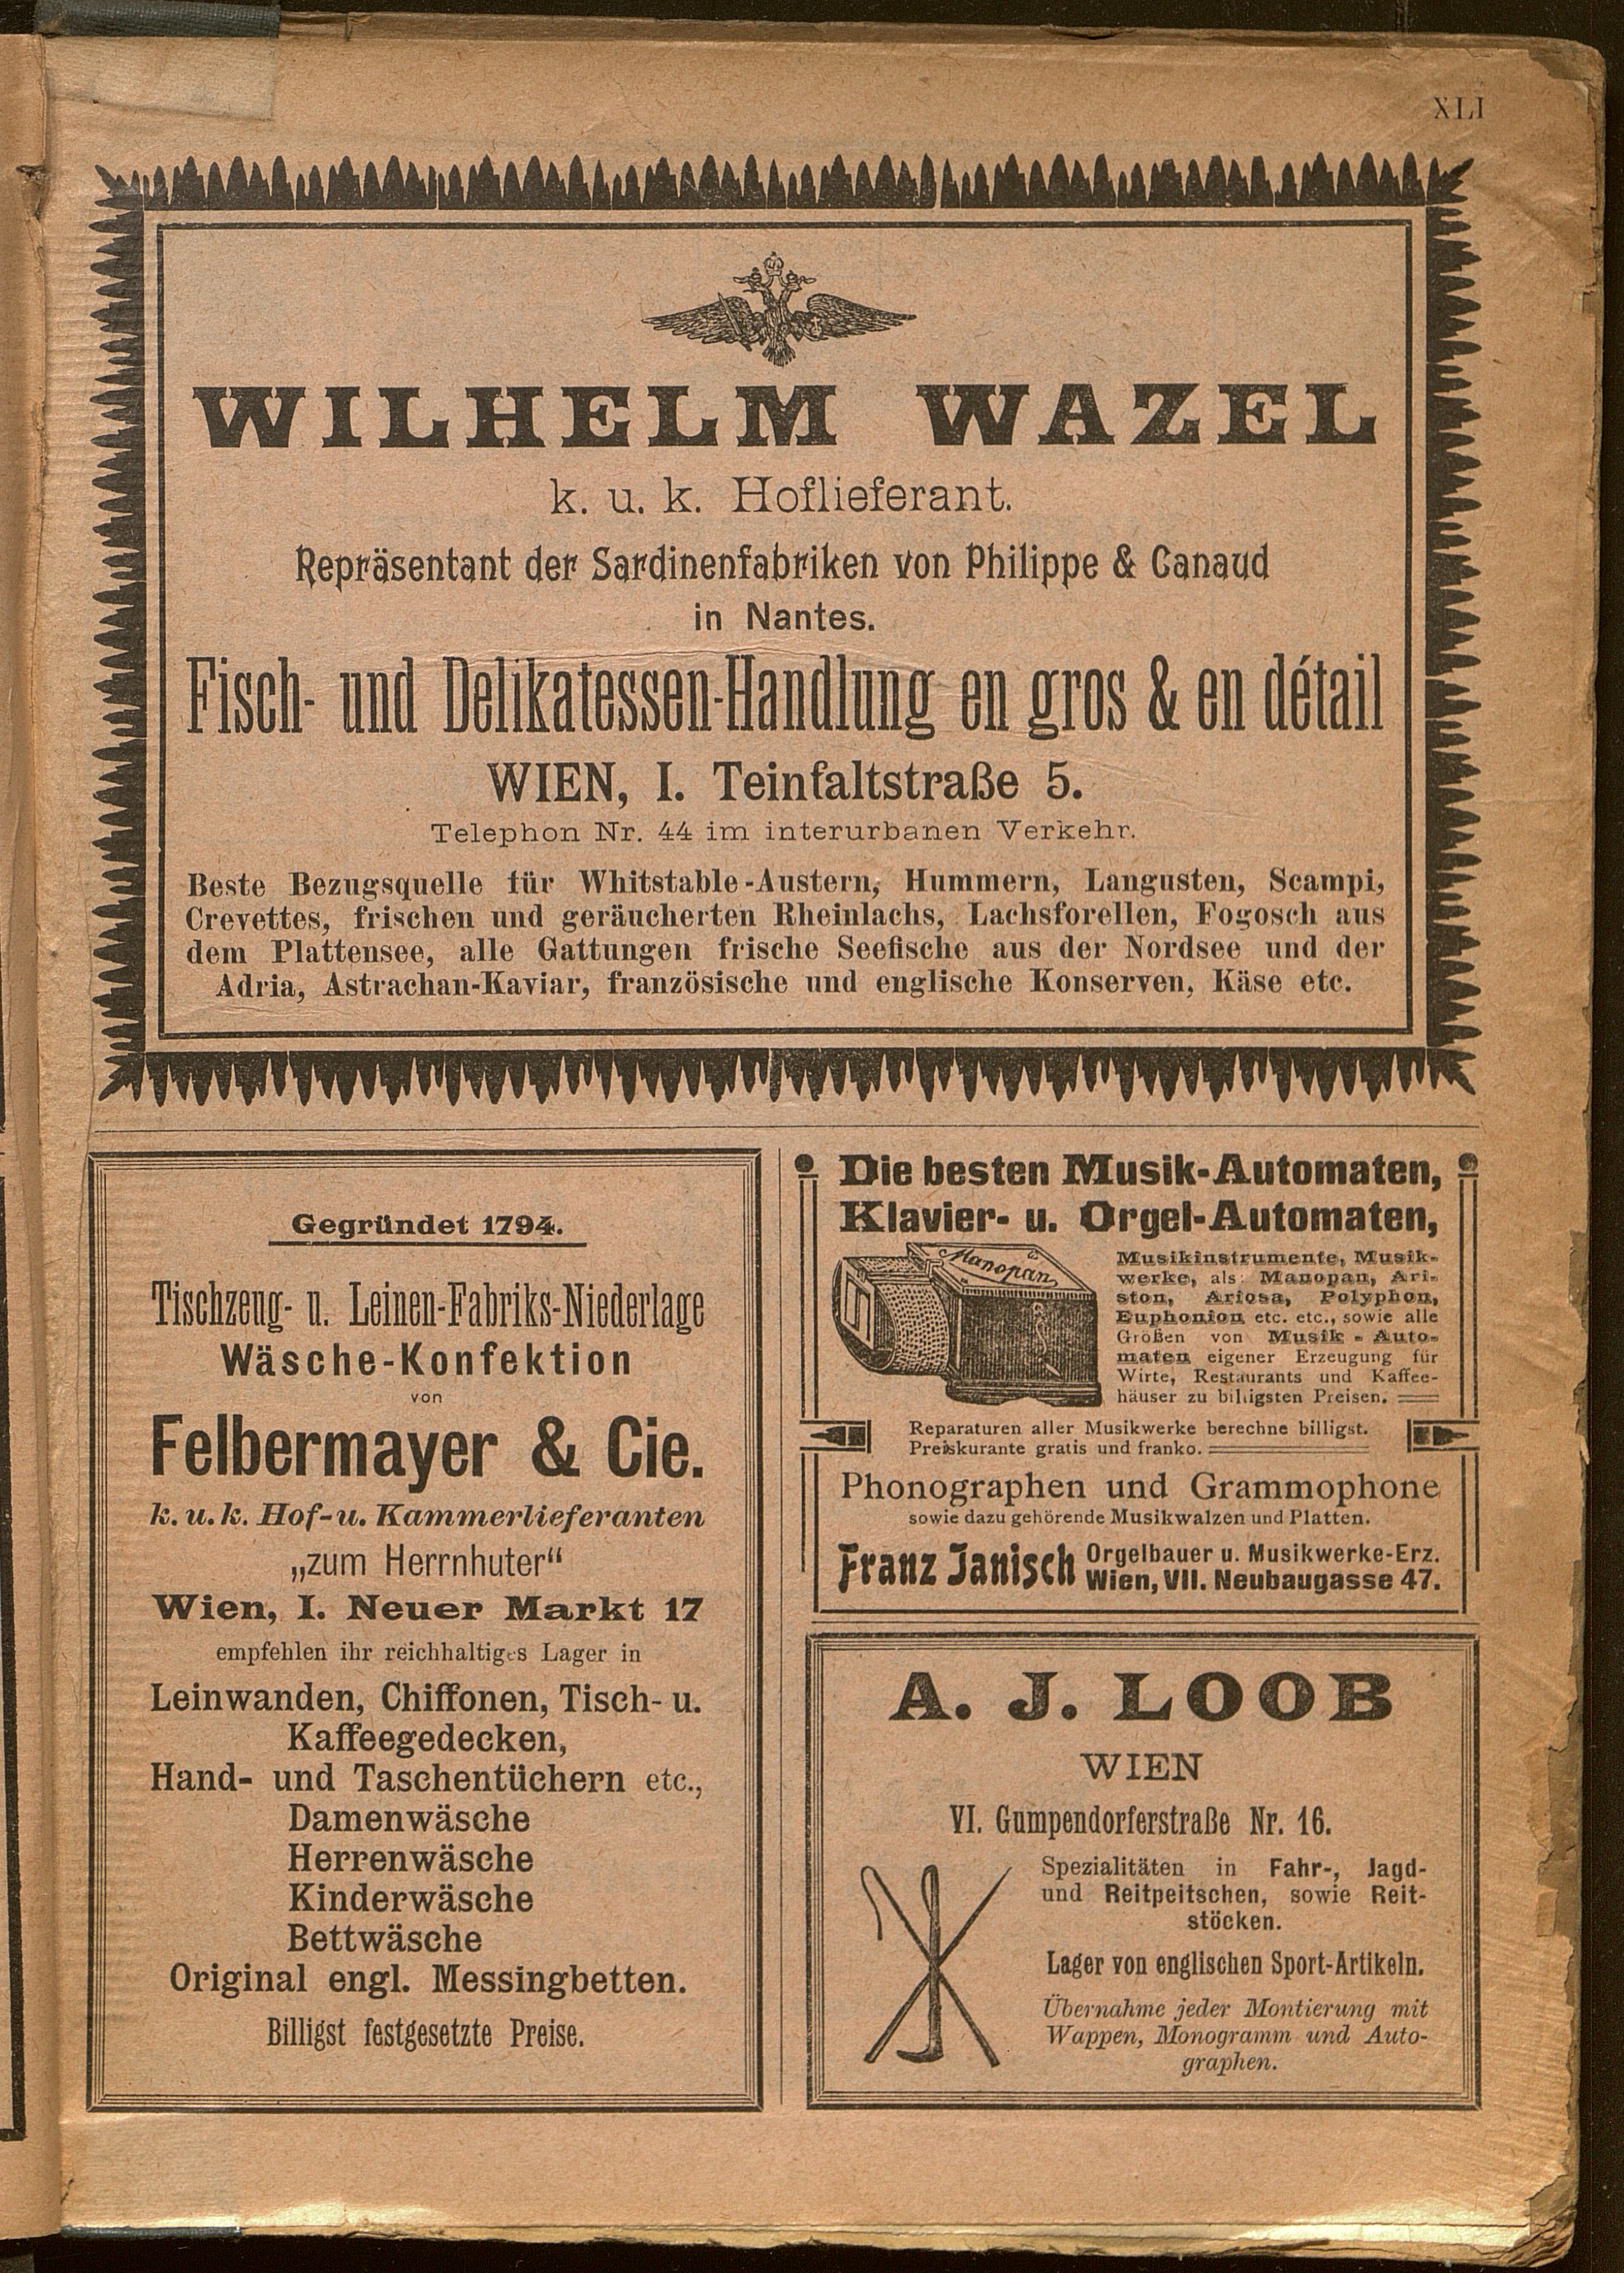 XLI
WILHELM WAZEL
k. u. k. Hoflieferant.
Repräsentant der Sardinenfabriken von Philippe & Canaud
in Nantes.
Fisch- und Delikatessen-Handlung en gros & en détail
WIEN, I. Teinfaltstraße 5.
Telephon Nr. 44 im interurbanen Verkehr.
Beste Bezugsquelle für Whitstable-Austern, Hummern, Langusten, Scampi,
Crevettes, frischen und geräucherten Rheinlachs, Lachsforellen, Fogosch aus
dem Plattensee, alle Gattungen frische Seefische aus der Nordsee und der
Adria, Astrachan-Kaviar, französische und englische Konserven, Käse etc.
Gegründet 1794.
Tischzeug- u. Leinen-Fabriks-Niederlage
Wäsche-Konfektion
von
Felbermayer & Cie.
k. u. k. Hof- u. Kammerlieferanten
„zum Herrnhuter“
Wien, I. Neuer Markt 17
empfehlen ihr reichhaltiges Lager in
Leinwanden, Chiffonen, Tisch- u.
Kaffeegedecken,
Hand- und Taschentüchern etc.,
Damenwäsche
Herrenwäsche
Kinderwäsche
Bettwäsche
Original engl. Messingbetten.
Billigst festgesetzte Preise.
Die besten Musik-Automaten,
Klavier- u. Orgel-Automaten,
Manopan
Musikinstrumente, Musik-
werke, als: Manopan, Ari-
ston, Ariosa, Polyphon,
Euphonion etc. etc., sowie alle
Größen von Musik-Auto-
maten eigener Erzeugung für
Wirte, Restaurants und Kaffee-
häuser zu billigsten Preisen.
Reparaturen aller Musikwerke berechne billigst.
Preiskurante gratis und franko.
Phonographen und Grammophone
sowie dazu gehörende Musikwalzen und Platten.
Franz Janisch Orgelbauer u. Musikwerke-Erz.
Wien, VII. Neubaugasse 47.
A. J. LOOB
WIEN
VI. Gumpendorferstraße Nr. 16.
Spezialitäten in Fahr-, Jagd-
und Reitpeitschen, sowie Reit-
stöcken.
Lager von englischen Sport-Artikeln.
Übernahme jeder Montierung mit
Wappen, Monogramm und Auto-
graphen.